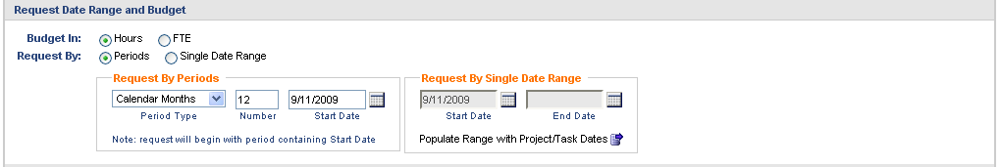 Request Date Range and Budget
Budget In: Hours FTE
Request By: Periods Single Date Range
Request By Periods
Calendar Months 12 9/11/2009
Period Type Number Start Date
Note: request will begin with period containing Start Date
Request By Single Date Range
9/11/2009
Start Date End Date
Populate Range with Project/Task Dates